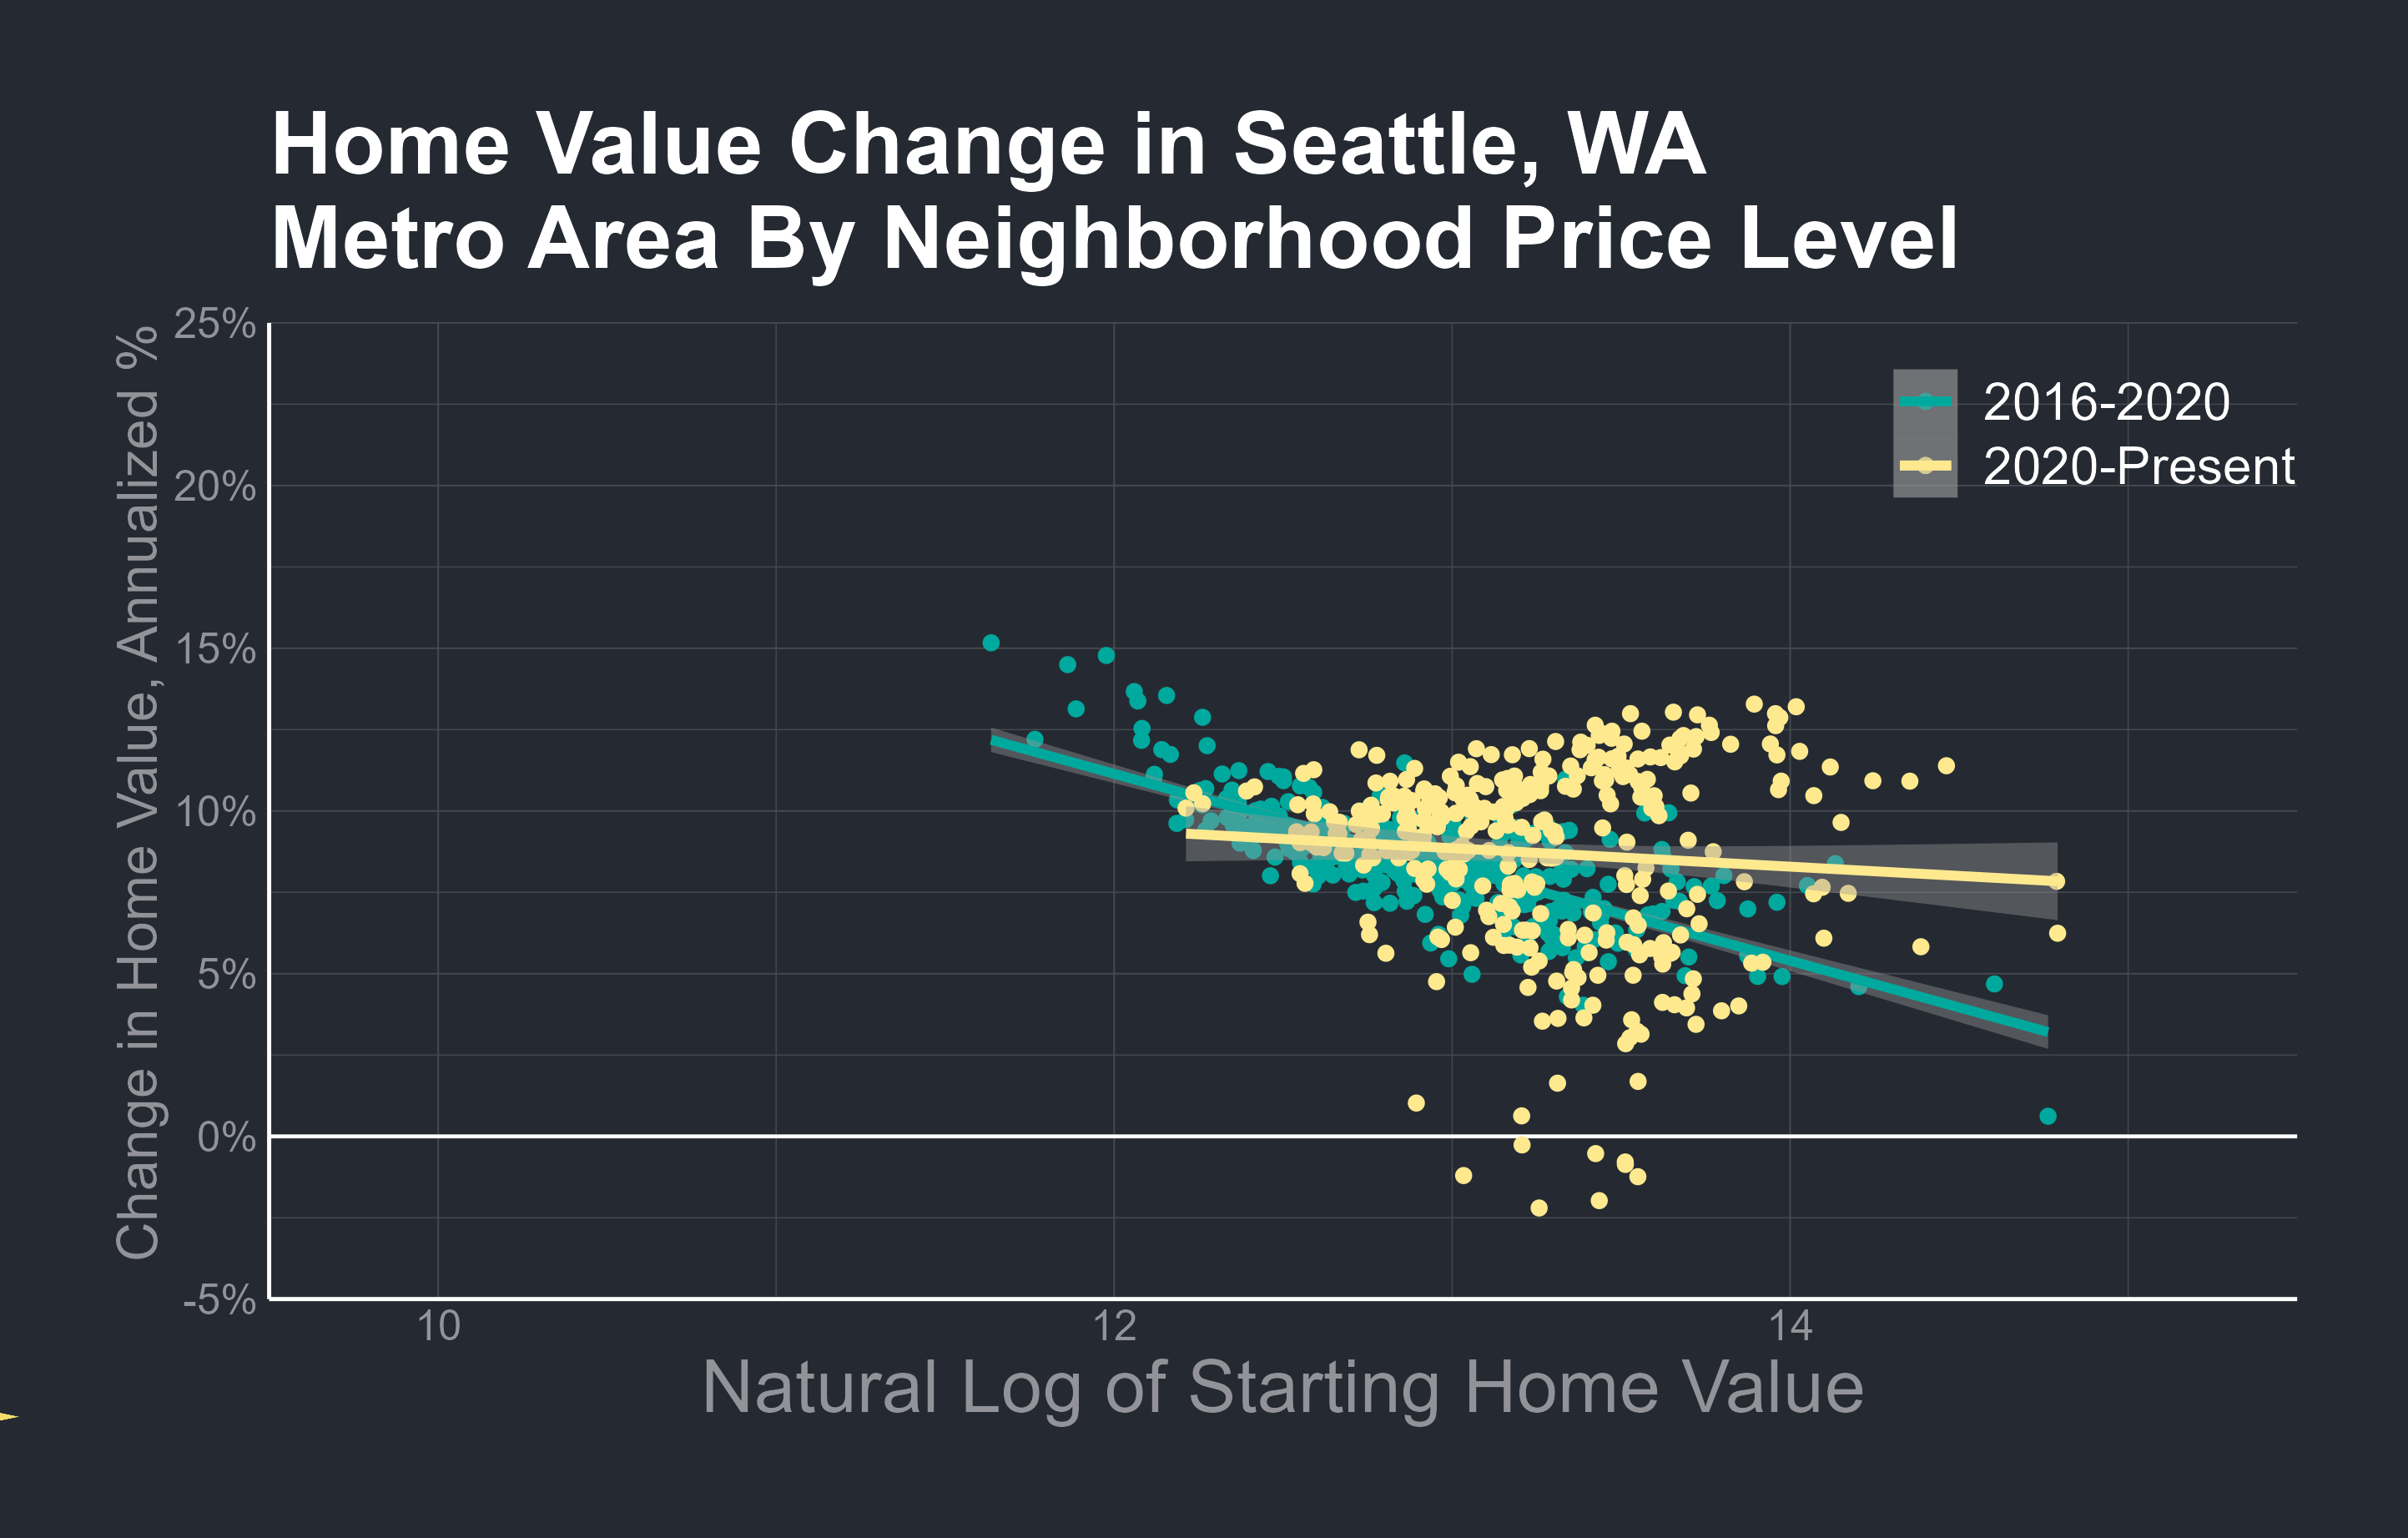 Home Value Change in Seattle, WA
Metro Area By Neighborhood Price Level
Change in Home Value, Annualized %
25%
20%
15%
10%
5%
0%
-5%
2016-2020
2020-Present
10
12
14
Natural Log of Starting Home Value